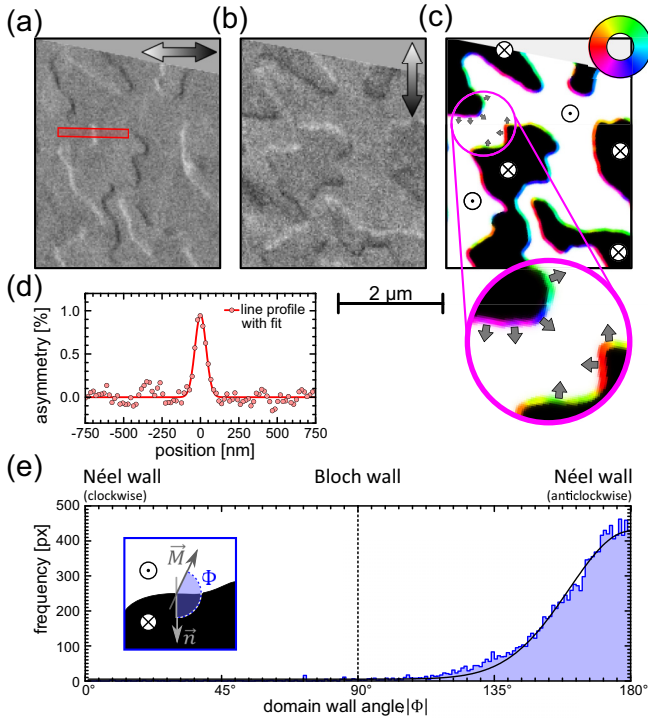 (a)
(b)
(c)
(d)
2 µm
asymmetry [%]
1.0
0.5
0.0
line profile
with fit
-750 -500 -250 0 250 500 750
position [nm]
(e)
Néel wall Bloch wall Néel wall
(clockwise) (anticlockwise)
frequency [px]
500
400
300
200
100
0
M
Φ
n
0° 45° 90° 135° 180°
domain wall angle|Φ|